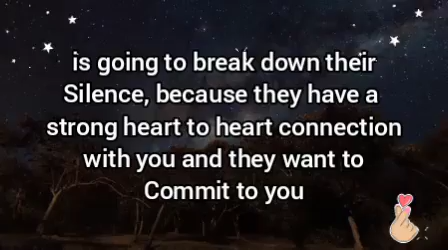 is going to break down their
Silence, because they have a
strong heart to heart connection
with you and they want to
Commit to you